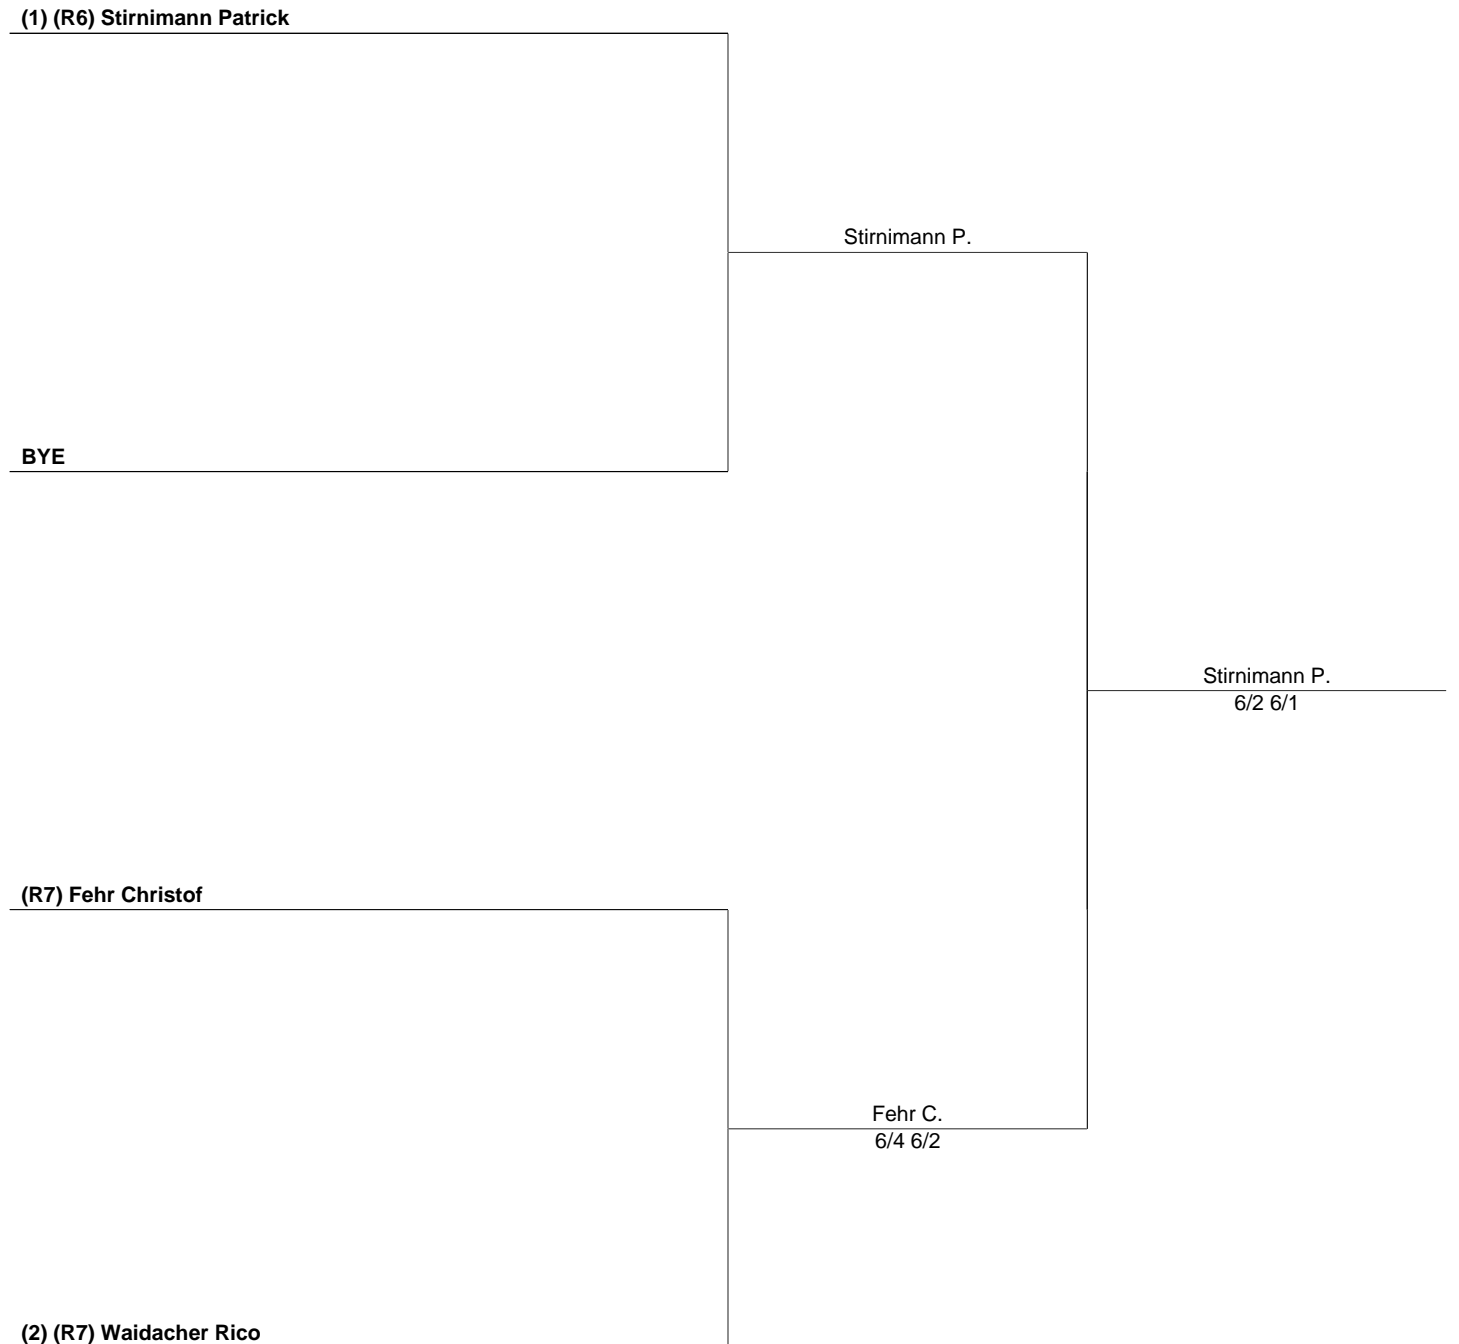 (1) (R6) Stirnimann Patrick
Stirnimann P.
BYE
Stirnimann P.
6/2 6/1
(R7) Fehr Christof
Fehr C.
6/4 6/2
(2) (R7) Waidacher Rico